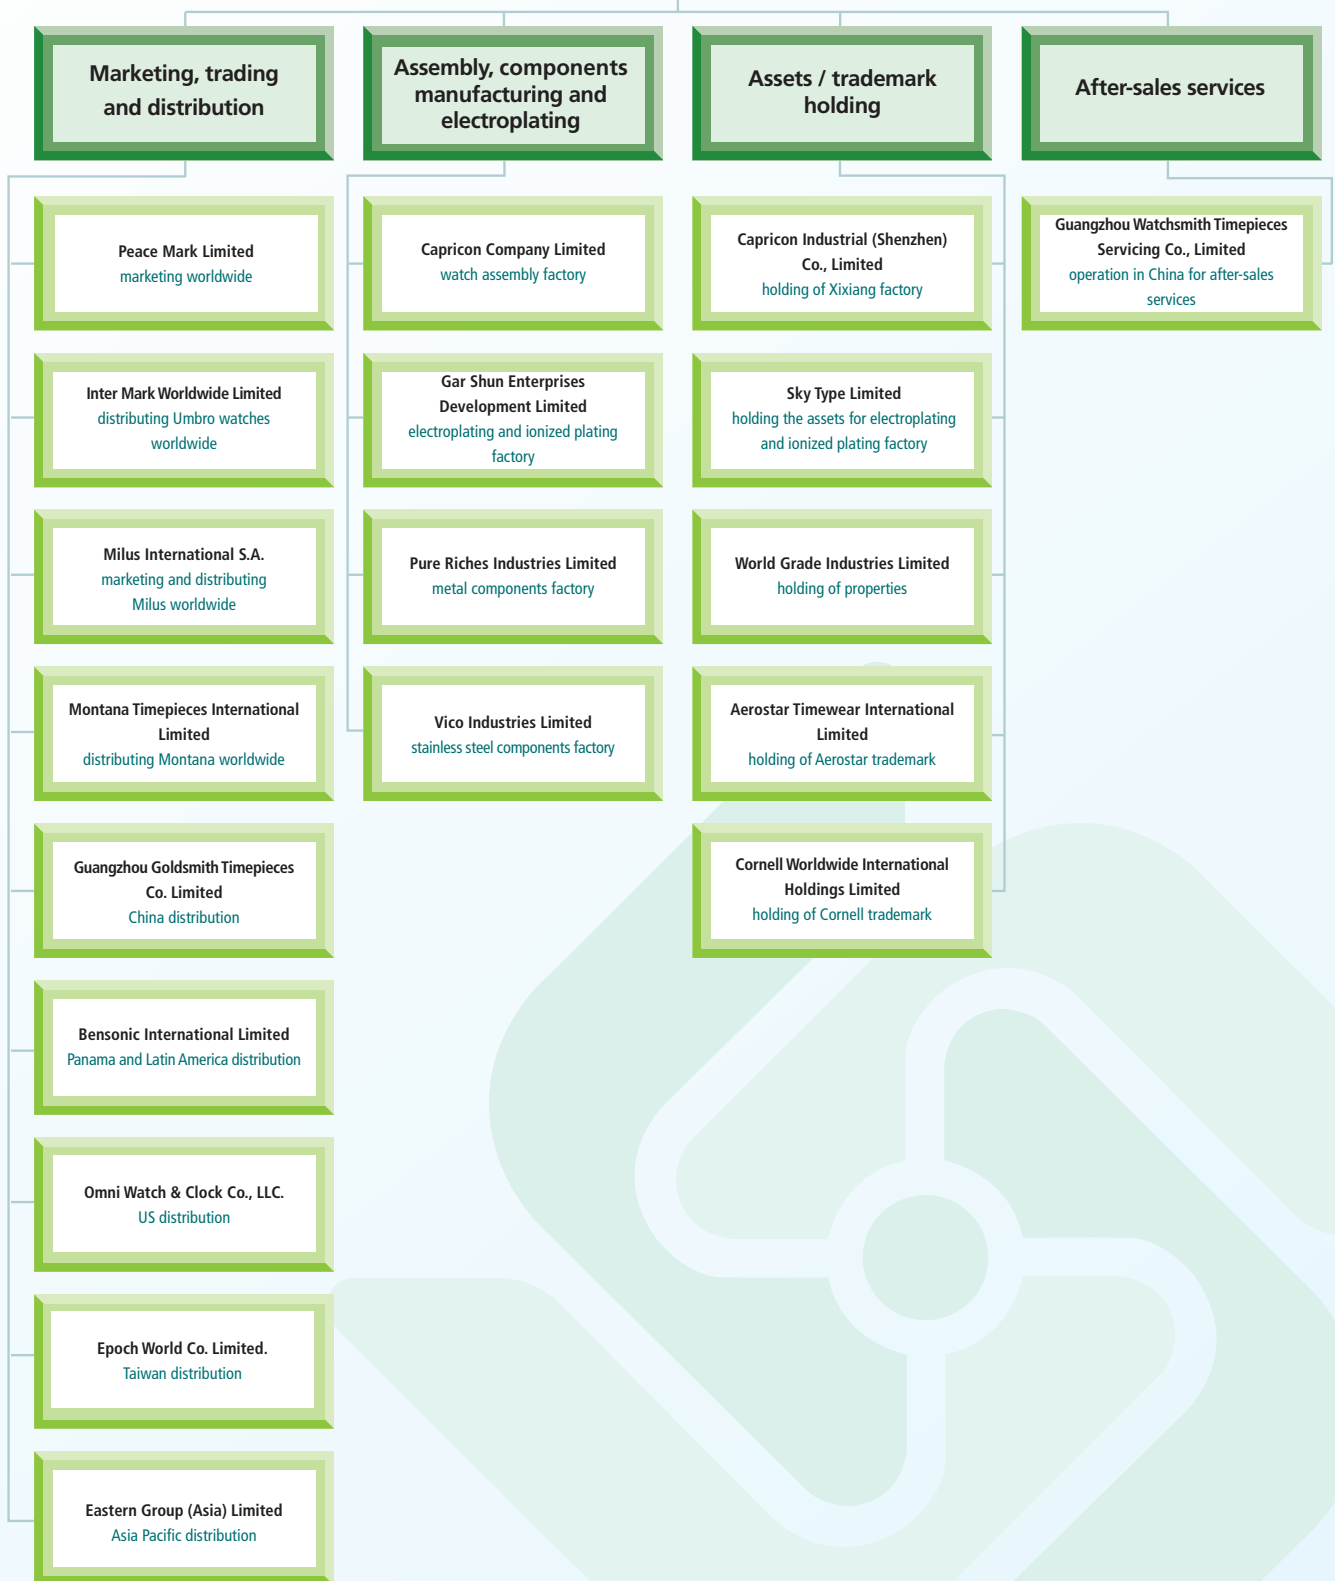 Marketing, trading
and distribution
Peace Mark Limited
marketing worldwide
Inter Mark Worldwide Limited
distributing Umbro watches
worldwide
Milus International S.A.
marketing and distributing
Milus worldwide
Montana Timepieces International
Limited
distributing Montana worldwide
Guangzhou Goldsmith Timepieces
Co. Limited
China distribution
Bensonic International Limited
Panama and Latin America distribution
Omni Watch & Clock Co., LLC.
US distribution
Epoch World Co. Limited.
Taiwan distribution
Eastern Group (Asia) Limited
Asia Pacific distribution
Assembly, components
manufacturing and
electroplating
Capricon Company Limited
watch assembly factory
Gar Shun Enterprises
Development Limited
electroplating and ionized plating
factory
Pure Riches Industries Limited
metal components factory
Vico Industries Limited
stainless steel components factory
Assets / trademark
holding
Capricon Industrial (Shenzhen)
Co., Limited
holding of Xixiang factory
Sky Type Limited
holding the assets for electroplating
and ionized plating factory
World Grade Industries Limited
holding of properties
Aerostar Timewear International
Limited
holding of Aerostar trademark
Cornell Worldwide International
Holdings Limited
holding of Cornell trademark
After-sales services
Guangzhou Watchsmith Timepieces
Servicing Co., Limited
operation in China for after-sales
services